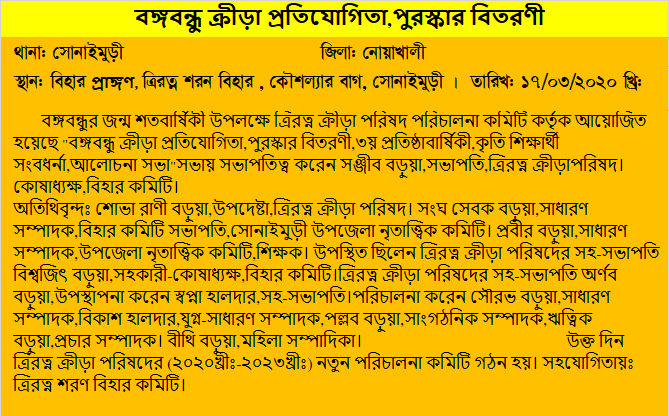 বঙ্গবন্ধু ক্রীড়া প্রতিযোগিতা,পুরস্কার বিতরণী
থানা: সোনাইমুড়ী জিলা: নোয়াখালী
স্থান: বিহার প্রাঙ্গণ, ত্রিরত্ন শরন বিহার , কৌশল্যার বাগ, সোনাইমুড়ী । তারিখ: ১৭/০৩/২০২০ খ্রি:
বঙ্গবন্ধুর জন্ম শতবার্ষিকী উপলক্ষে ত্রিরত্ন ক্রীড়া পরিষদ পরিচালনা কমিটি কর্তৃক আয়োজিত
হয়েছে "বঙ্গবন্ধু ক্রীড়া প্রতিযোগিতা,পুরস্কার বিতরণী,৩য় প্রতিষ্ঠাবার্ষিকী,কৃতি শিক্ষার্থী
সংবধর্না,আলোচনা সভা"সভায় সভাপতিত্ব করেন সঞ্জীব বড়ুয়া,সভাপতি,ত্রিরত্ন ক্রীড়াপরিষদ।
কোষাধ্যক্ষ,বিহার কমিটি।
অতিথিবৃন্দঃ শোভা রাণী বড়ুয়া,উপদেষ্টা,ত্রিরত্ন ক্রীড়া পরিষদ। সংঘ সেবক বড়ুয়া,সাধারণ
সম্পাদক,বিহার কমিটি সভাপতি,সোনাইমুড়ী উপজেলা নৃতাত্ত্বিক কমিটি। প্রবীর বড়ুয়া,সাধারণ
সম্পাদক,উপজেলা নৃতাত্ত্বিক কমিটি,শিক্ষক। উপস্থিত ছিলেন ত্রিরত্ন ক্রীড়া পরিষদের সহ-সভাপতি
বিশ্বজিৎ বড়ুয়া,সহকারী-কোষাধ্যক্ষ,বিহার কমিটি।ত্রিরত্ন ক্রীড়া পরিষদের সহ-সভাপতি অর্ণব
বড়ুয়া,উপস্থাপনা করেন স্বপ্না হালদার,সহ-সভাপতি।পরিচালনা করেন সৌরভ বড়ুয়া,সাধারণ
সম্পাদক,বিকাশ হালদার,যুগ্ন-সাধারণ সম্পাদক,পল্লব বড়ুয়া,সাংগঠনিক সম্পাদক,ঋত্বিক
বড়ুয়া,প্রচার সম্পাদক। বীথি বড়ুয়া,মহিলা সম্পাদিকা। উক্ত দিন
ত্রিরত্ন ক্রীড়া পরিষদের (২০২০খ্রীঃ-২০২৩খ্রীঃ) নতুন পরিচালনা কমিটি গঠন হয়। সহযোগিতায়ঃ
ত্রিরত্ন শরণ বিহার কমিটি।